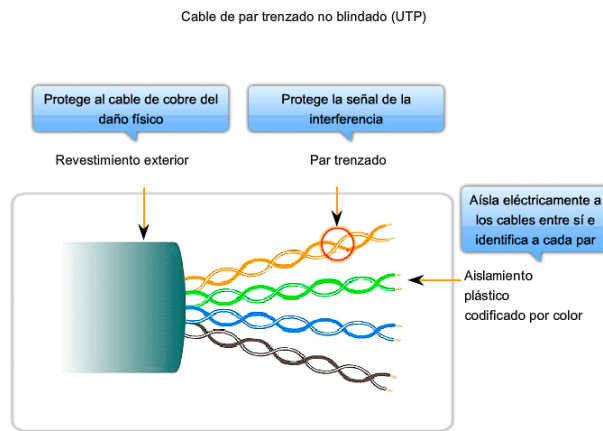 Cable de par trenzado no blindado (UTP)
Protege al cable de cobre del
daño físico
Protege la señal de la
interferencia
Revestimiento exterior
Par trenzado
Aísla eléctricamente a
los cables entre sí e
identifica a cada par
Aislamiento
plástico
codificado por color